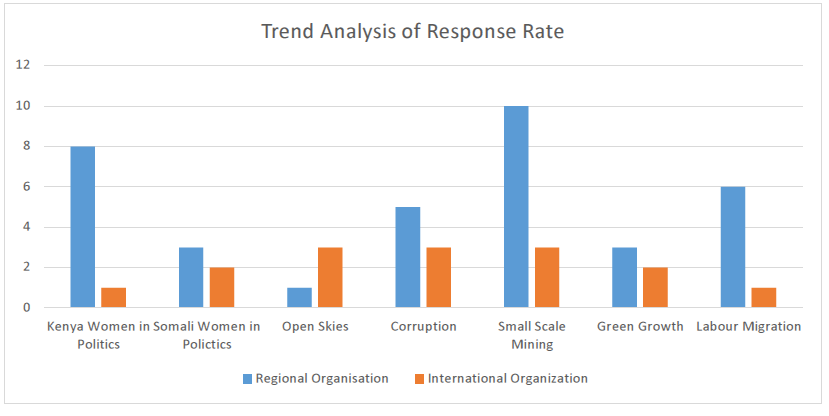 Trend Analysis of Response Rate
12
10
8
6
4
2
0
Kenya Women in Politics
Somali Women in Polictics
Open Skies
Corruption
Small Scale Mining
Green Growth
Labour Migration
Regional Organisation
International Organization